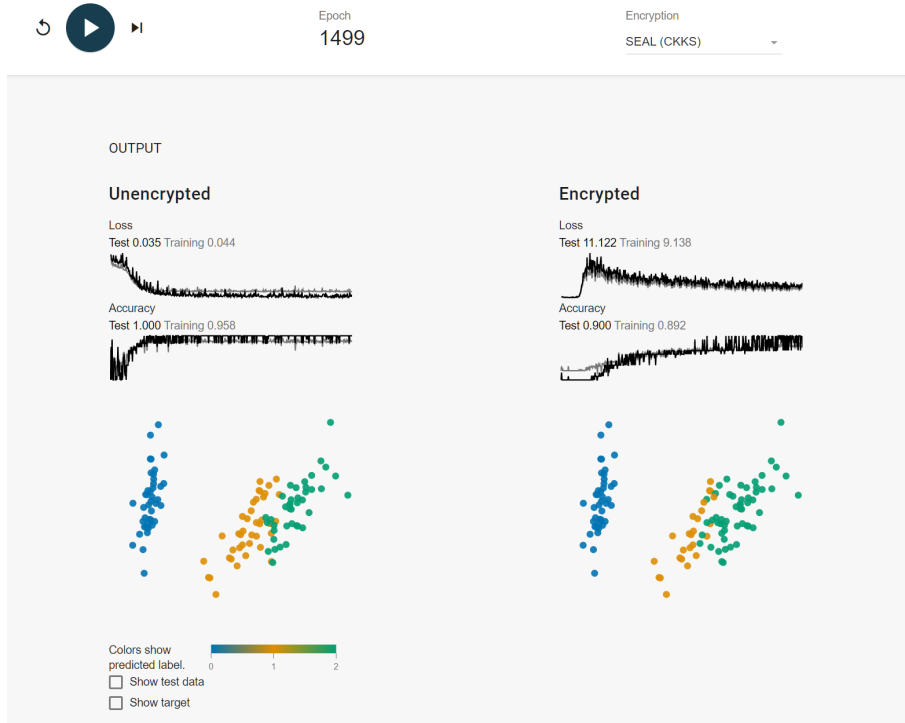 Epoch
1499
Encryption
SEAL (CKKS)
OUTPUT
Unencrypted
Loss
Test 0.035 Training 0.044
Accuracy
Test 1.000 Training 0.958
Encrypted
Loss
Test 11.122 Training 9.138
Accuracy
Test 0.900 Training 0.892
Colors show
predicted label.
0 1 2
Show test data
Show target